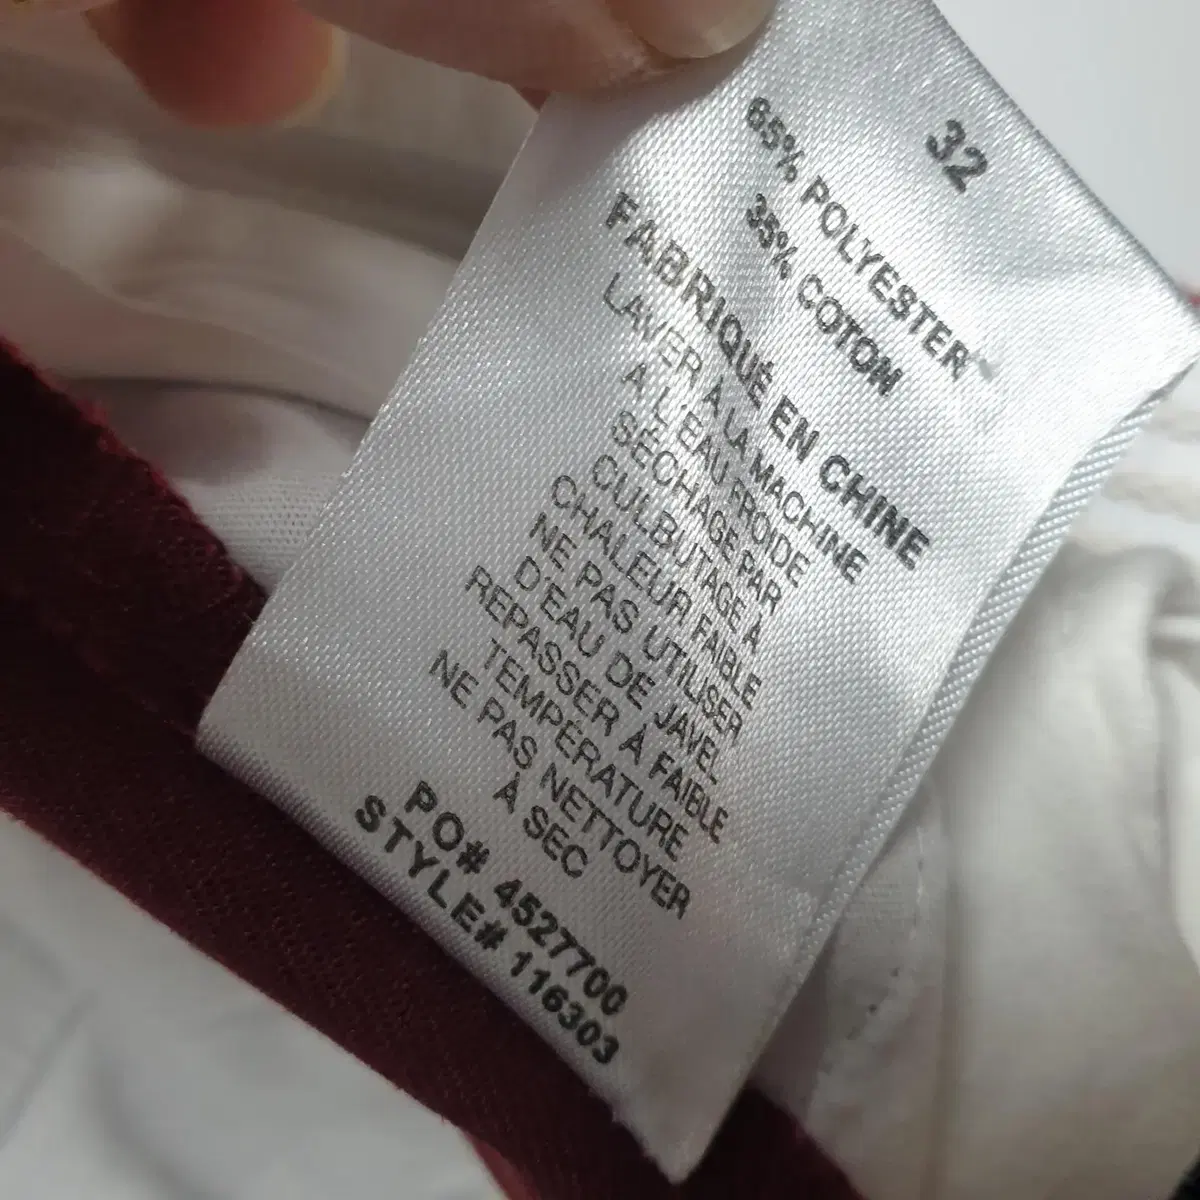 32
65% POLYESTER
35% COTON
FABRIQUÉ EN CHINE
LAVER À LA MACHINE
A L'EAU FROIDE
SÉCHAGE PAR
CULBUTAGE À
CHALEUR FAIBLE
NE PAS UTILISER
D'EAU DE JAVEL
REPASSER À FAIBLE
TEMPÉRATURE
NE PAS NETTOYER
À SEC
PO# 4527700
STYLE# 116303